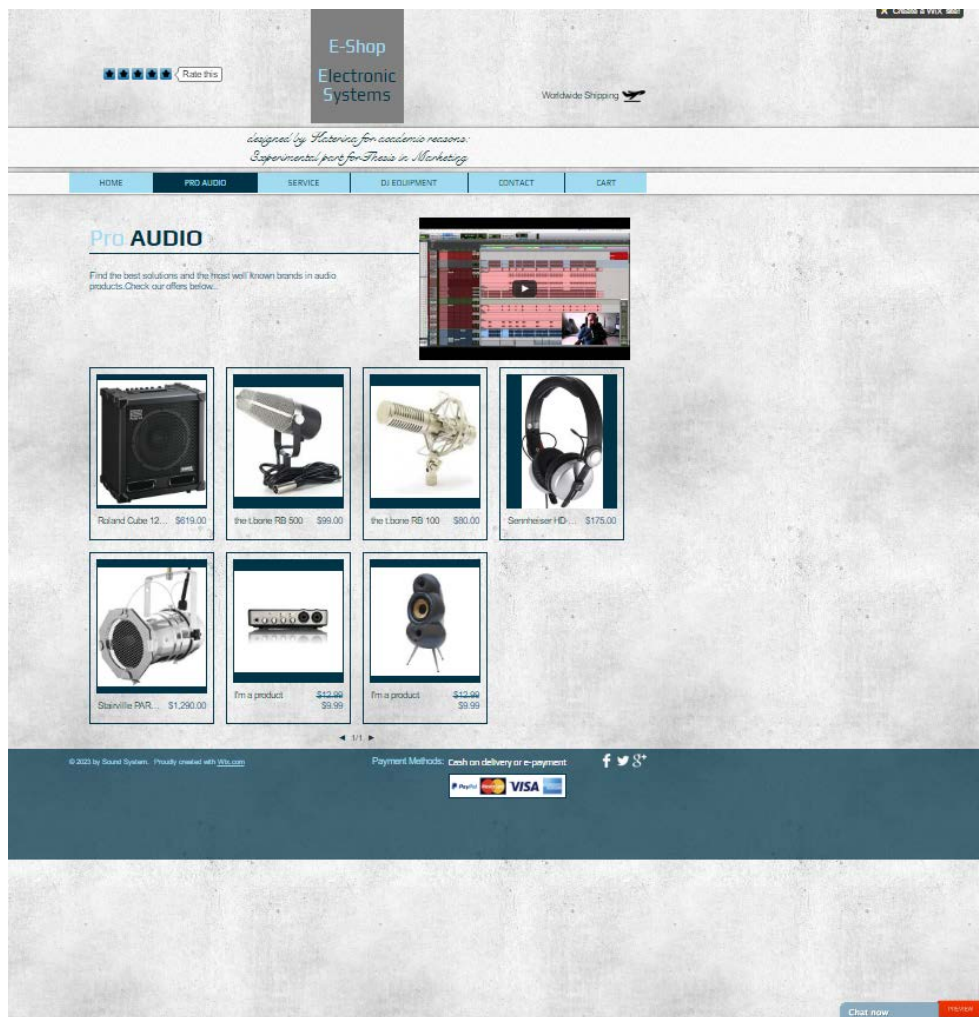 Create a Wix site!
E-Shop
Electronic
Systems
Rate this
Worldwide Shipping
designed by Katerina for academic reasons:
Experimental part for Thesis in Marketing
HOME
PRO AUDIO
SERVICE
DJ EQUIPMENT
CONTACT
CART
Pro AUDIO
Find the best solutions and the most well known brands in audio
products.Check our offers below...
Roland Cube 12... $619.00
the t.bone RB 500 $99.00
the t.bone RB 100 $80.00
Sennheiser HD-... $175.00
Stairville PAR... $1,290.00
I'm a product $12.99
$9.99
I'm a product $12.99
$9.99
1/1
© 2023 by Sound System. Proudly created with Wix.com
Payment Methods: Cash on delivery or e-payment
PayPal
VISA
Chat now
PREVIEW